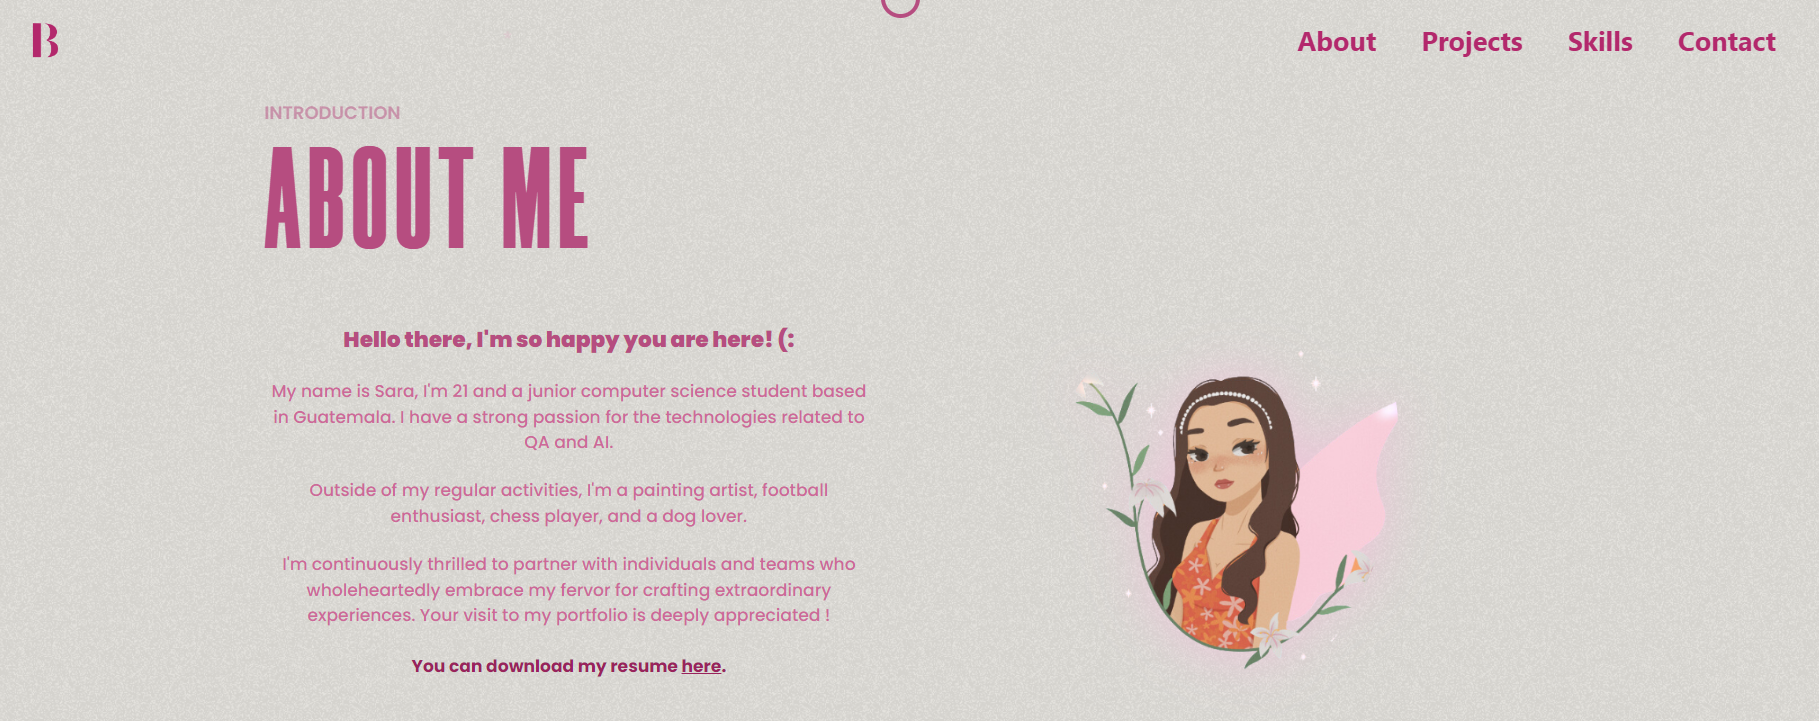 B
About Projects Skills Contact
INTRODUCTION
ABOUT ME
Hello there, I'm so happy you are here! (:
My name is Sara, I'm 21 and a junior computer science student based
in Guatemala. I have a strong passion for the technologies related to
QA and AI.
Outside of my regular activities, I'm a painting artist, football
enthusiast, chess player, and a dog lover.
I'm continuously thrilled to partner with individuals and teams who
wholeheartedly embrace my fervor for crafting extraordinary
experiences. Your visit to my portfolio is deeply appreciated !
You can download my resume here.